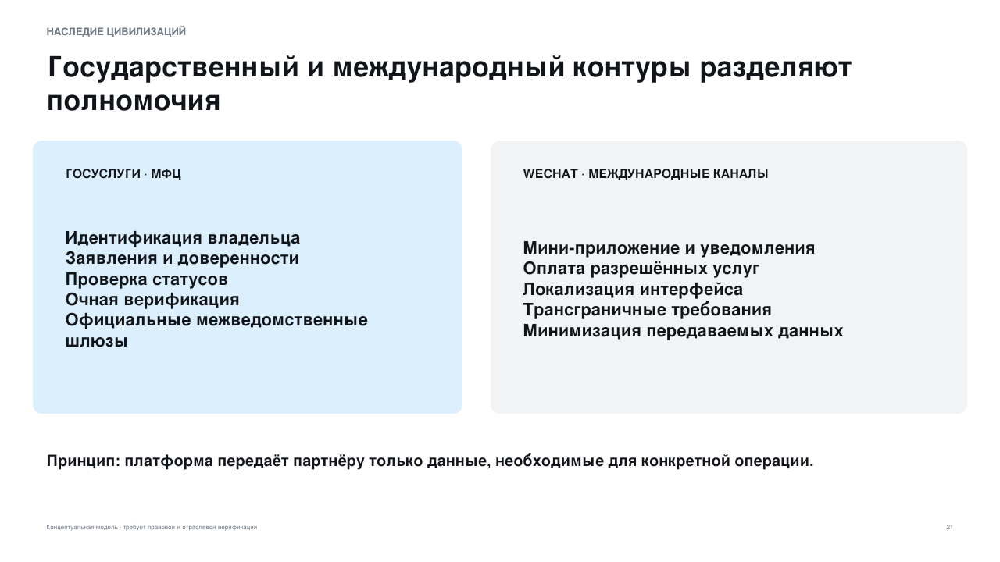 НАСЛЕДИЕ ЦИВИЛИЗАЦИЙ
Государственный и международный контуры разделяют
полномочия
ГОСУСЛУГИ · МФЦ
Идентификация владельца
Заявления и доверенности
Проверка статусов
Очная верификация
Официальные межведомственные
шлюзы
WECHAT · МЕЖДУНАРОДНЫЕ КАНАЛЫ
Мини-приложение и уведомления
Оплата разрешённых услуг
Локализация интерфейса
Трансграничные требования
Минимизация передаваемых данных
Принцип: платформа передаёт партнёру только данные, необходимые для конкретной операции.
Концептуальная модель · требует правовой и отраслевой верификации
21